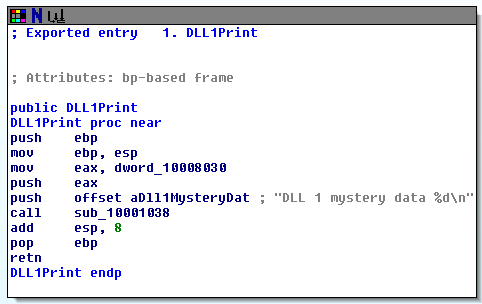 ; Exported entry   1. DLL1Print
; Attributes: bp-based frame
public DLL1Print
DLL1Print proc near
push    ebp
mov     ebp, esp
mov     eax, dword_10008030
push    eax
push    offset aDll1MysteryDat ; "DLL 1 mystery data %d\n"
call    sub_10001038
add     esp, 8
pop     ebp
retn
DLL1Print endp